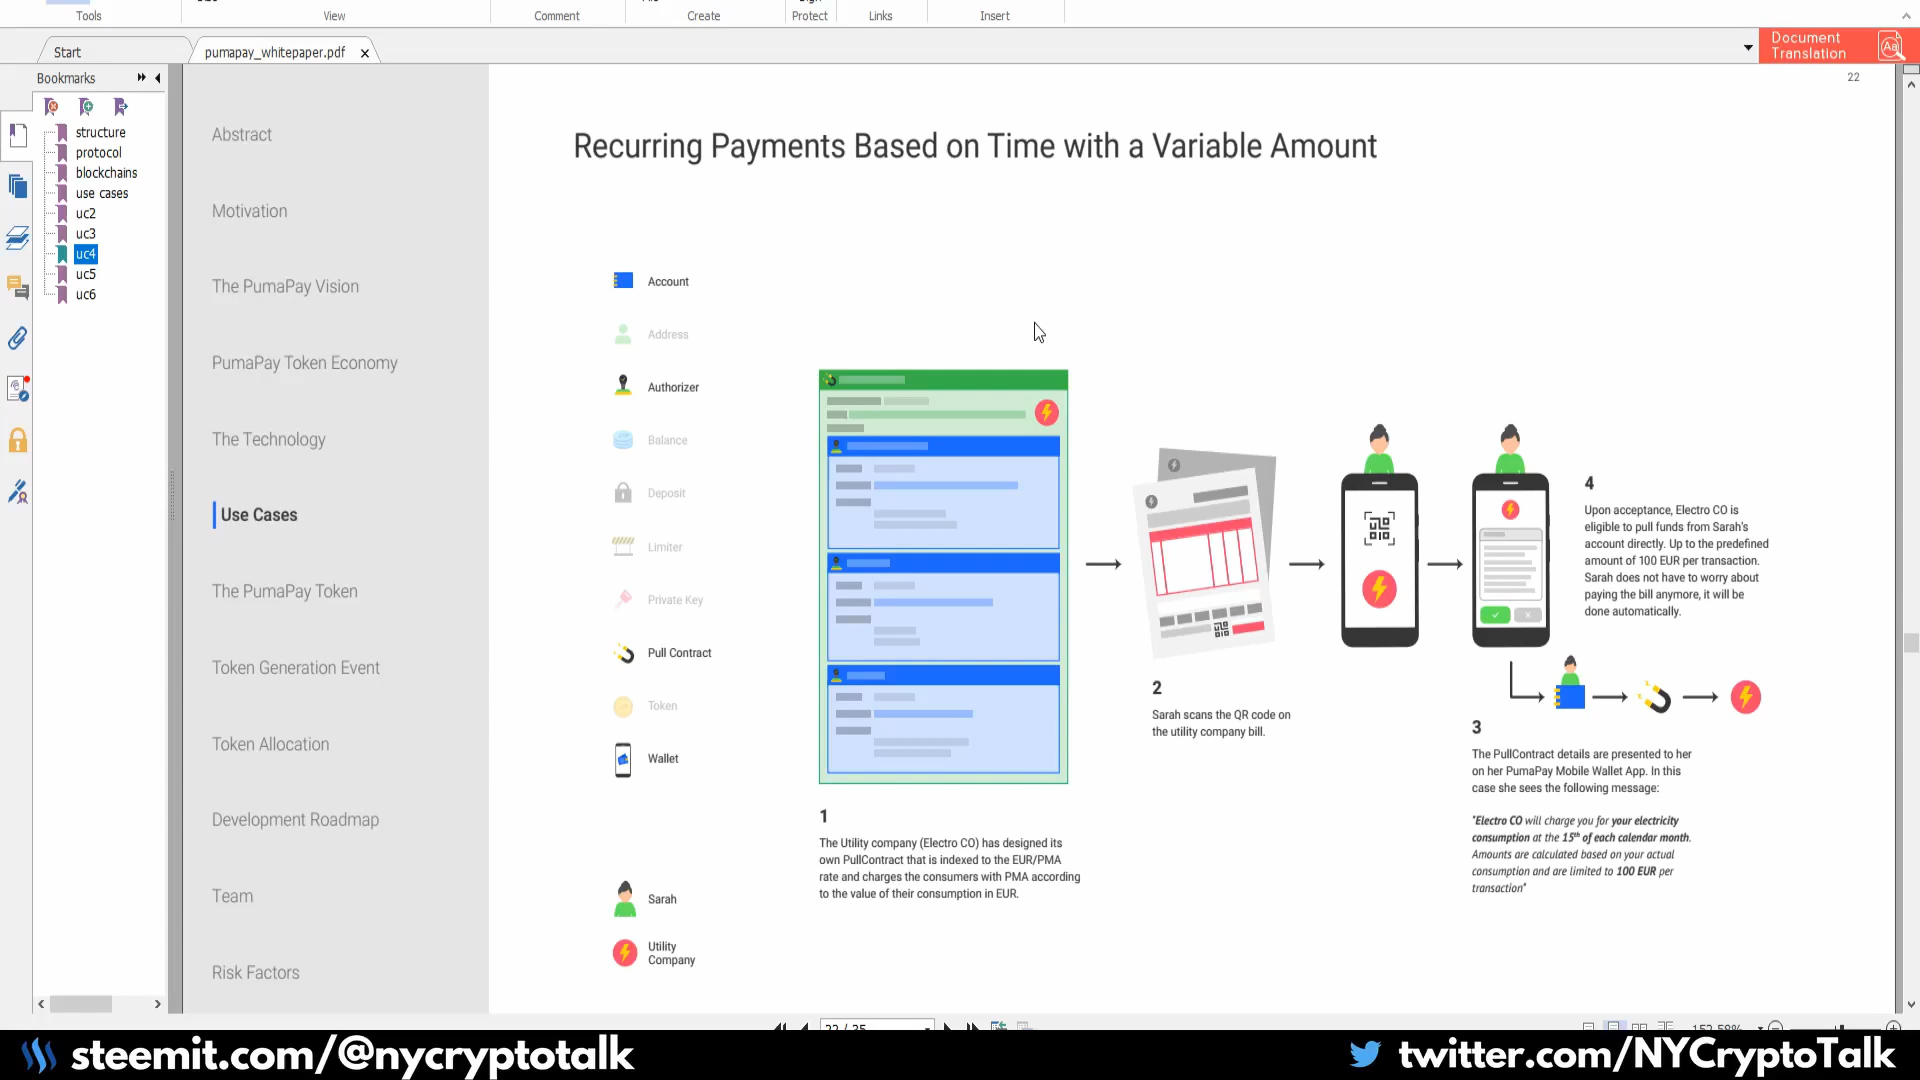 Tools
View
Comment
Create
Protect
Links
Insert
Start
pumapay_whitepaper.pdf
Document
Translation
Bookmarks
structure
protocol
blockchains
use cases
uc2
uc3
uc4
uc5
uc6
Abstract
Motivation
The PumaPay Vision
PumaPay Token Economy
The Technology
Use Cases
The PumaPay Token
Token Generation Event
Token Allocation
Development Roadmap
Team
Risk Factors
22
Recurring Payments Based on Time with a Variable Amount
Account
Address
Authorizer
Balance
Deposit
Limiter
Private Key
Pull Contract
Token
Wallet
Sarah
Utility
Company
1
The Utility company (Electro CO) has designed its
own PullContract that is indexed to the EUR/PMA
rate and charges the consumers with PMA according
to the value of their consumption in EUR.
2
Sarah scans the QR code on
the utility company bill.
3
The PullContract details are presented to her
on her PumaPay Mobile Wallet App. In this
case she sees the following message:
"Electro CO will charge you for your electricity
consumption at the 15th of each calendar month.
Amounts are calculated based on your actual
consumption and are limited to 100 EUR per
transaction"
4
Upon acceptance, Electro CO is
eligible to pull funds from Sarah's
account directly. Up to the predefined
amount of 100 EUR per transaction.
Sarah does not have to worry about
paying the bill anymore, it will be
done automatically.
22 / 35
152.58%
steemit.com/@nycryptotalk
twitter.com/NYCryptoTalk